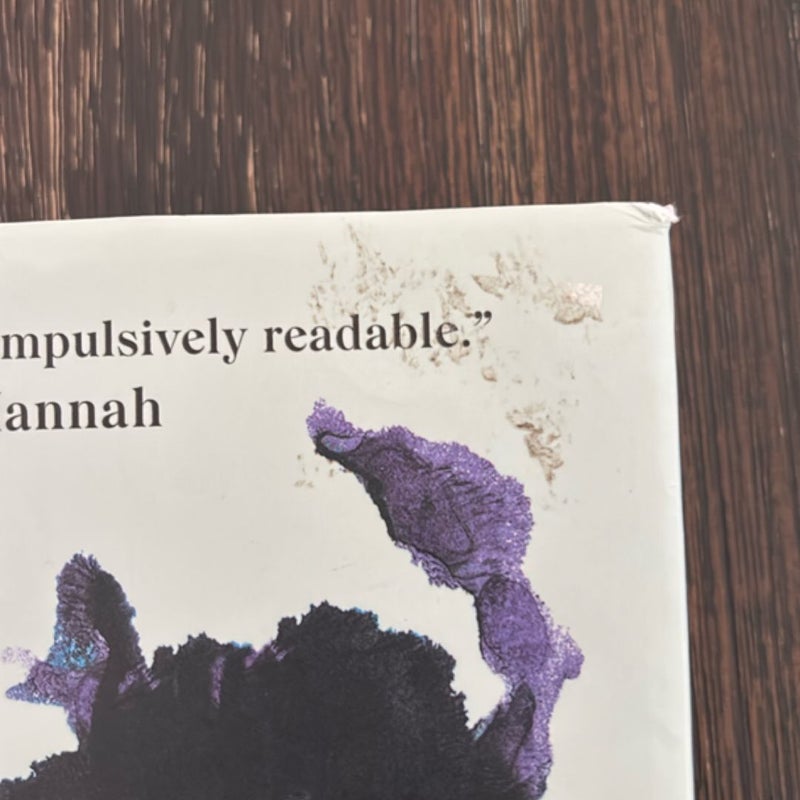 mpulsively readable.”
annah